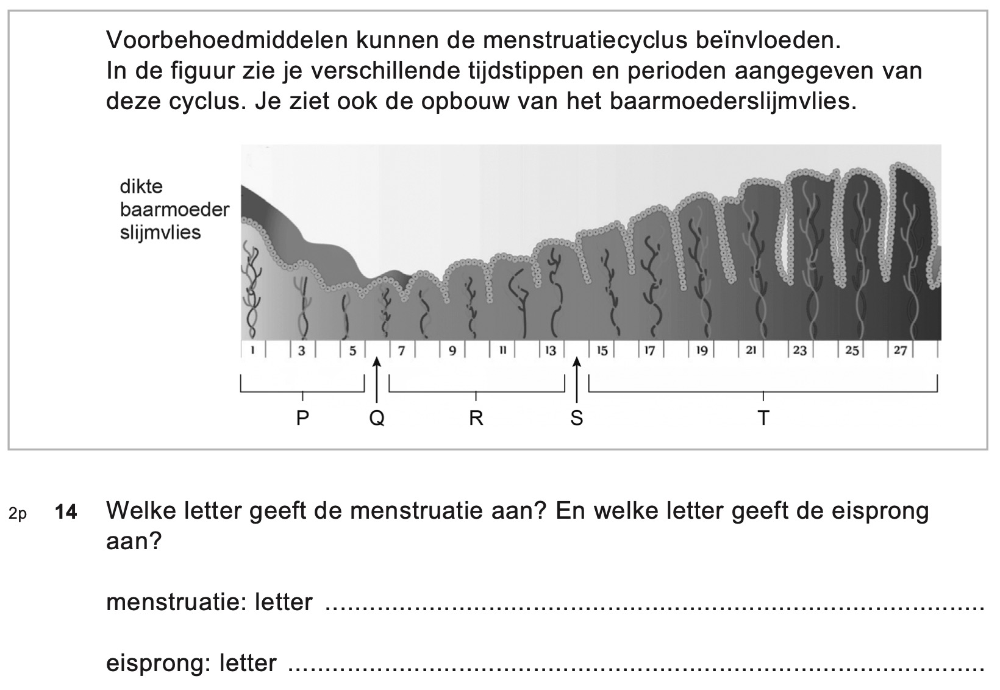 Voorbehoedmiddelen kunnen de menstruatiecyclus beïnvloeden.
In de figuur zie je verschillende tijdstippen en perioden aangegeven van
deze cyclus. Je ziet ook de opbouw van het baarmoederslijmvlies.
dikte
baarmoeder
slijmvlies
1 3 5 7 9 11 13 15 17 19 21 23 25 27
P Q R S T
2p 14 Welke letter geeft de menstruatie aan? En welke letter geeft de eisprong
aan?
menstruatie: letter ..........................................................................................
eisprong: letter ...............................................................................................